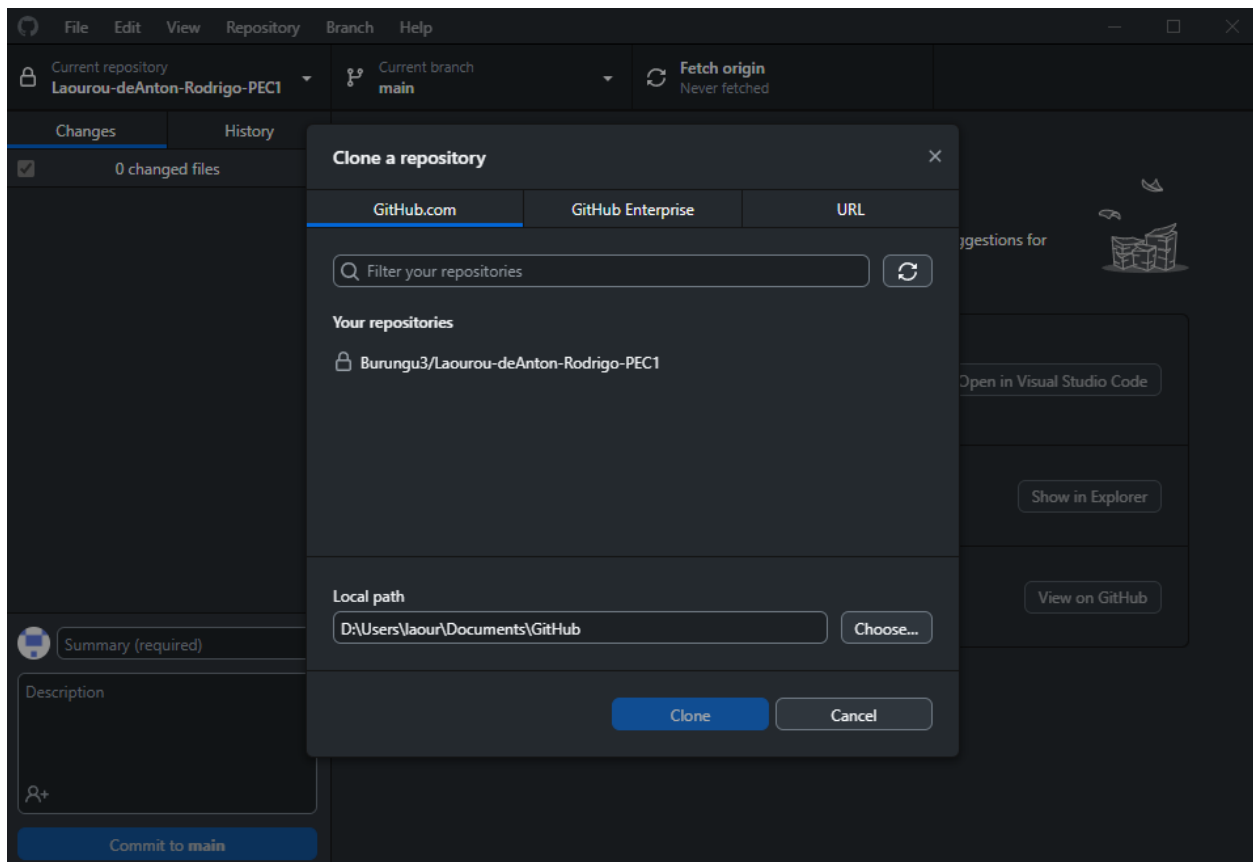 File Edit View Repository Branch Help
Current repository
Laourou-deAnton-Rodrigo-PEC1
Current branch
main
Fetch origin
Never fetched
Changes
History
0 changed files
Clone a repository
GitHub.com
GitHub Enterprise
URL
Filter your repositories
Your repositories
Burungu3/Laourou-deAnton-Rodrigo-PEC1
Local path
D:\Users\laour\Documents\GitHub
Choose...
Clone
Cancel
for
Open in Visual Studio Code
Show in Explorer
View on GitHub
Summary (required)
Description
Commit to main